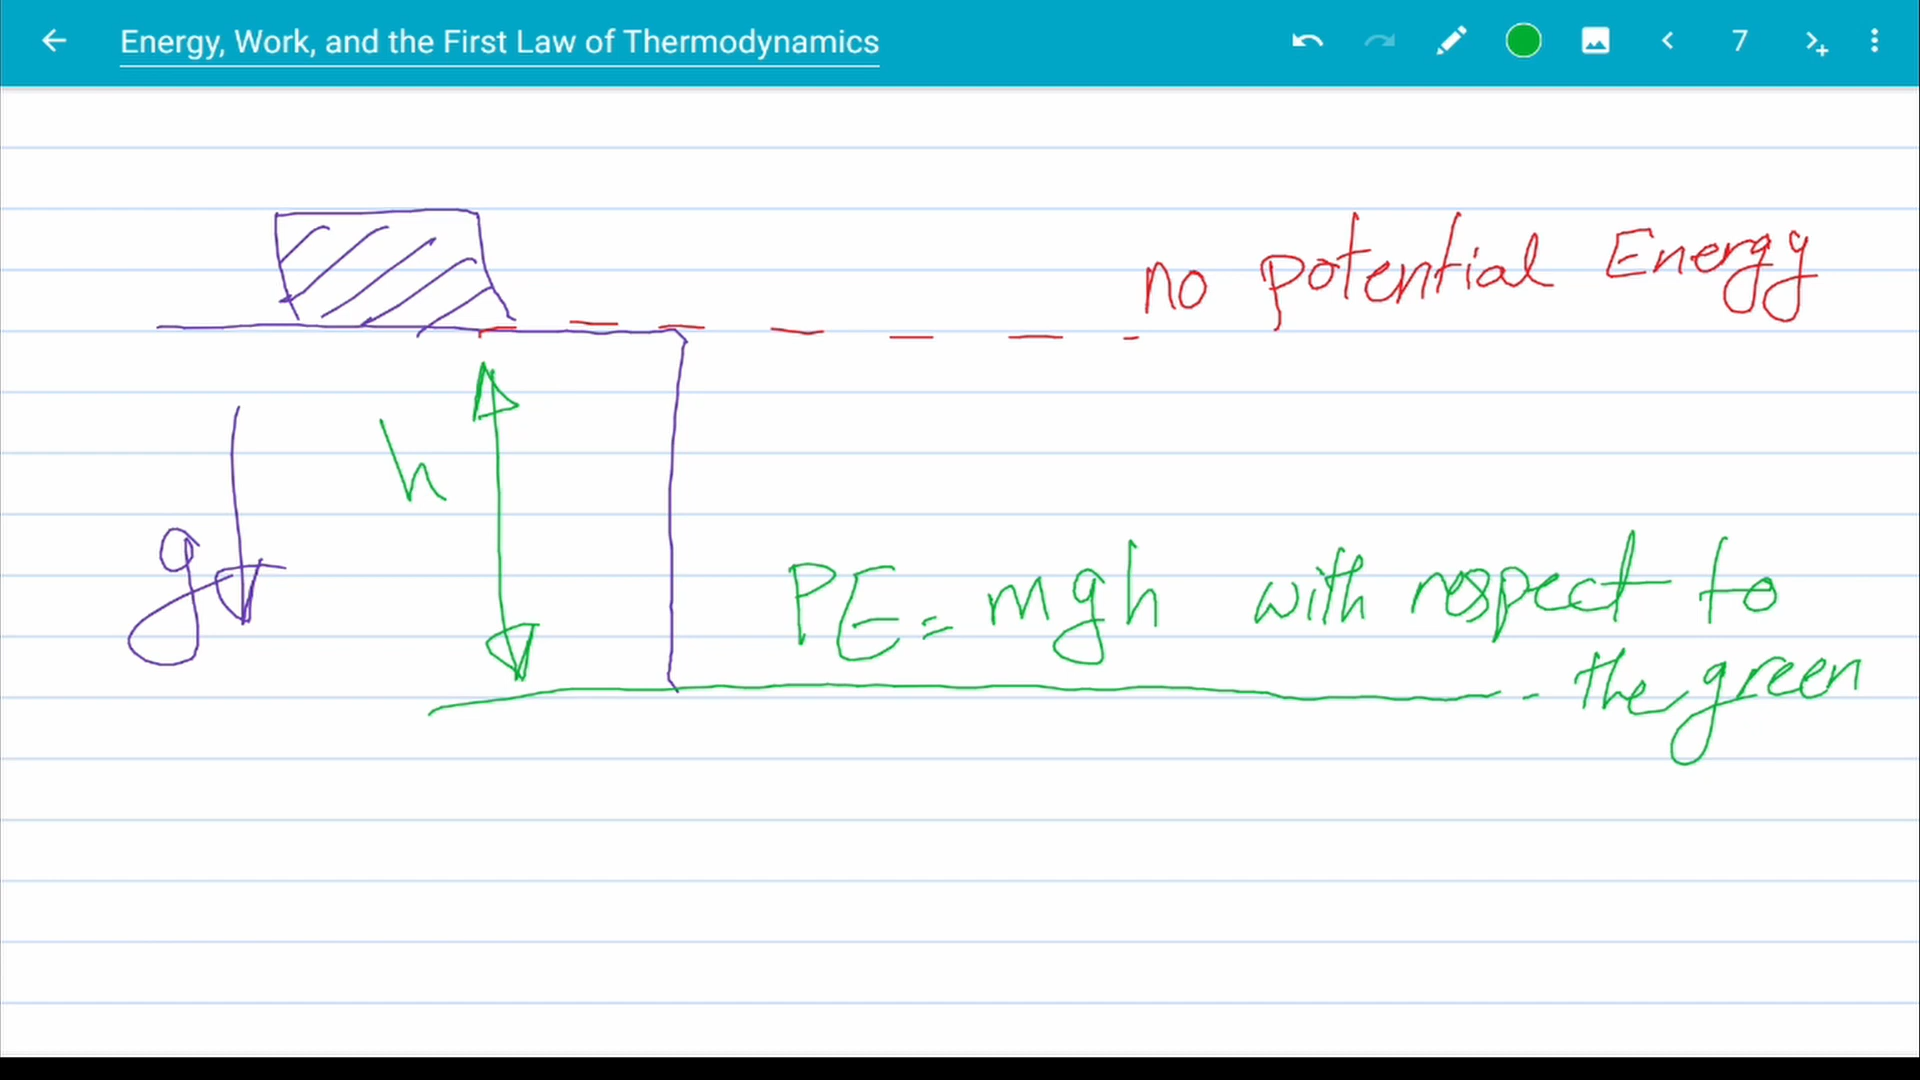 Energy, Work, and the First Law of Thermodynamics
7
no potential Energy
h
g
PE = mgh with respect to
the green